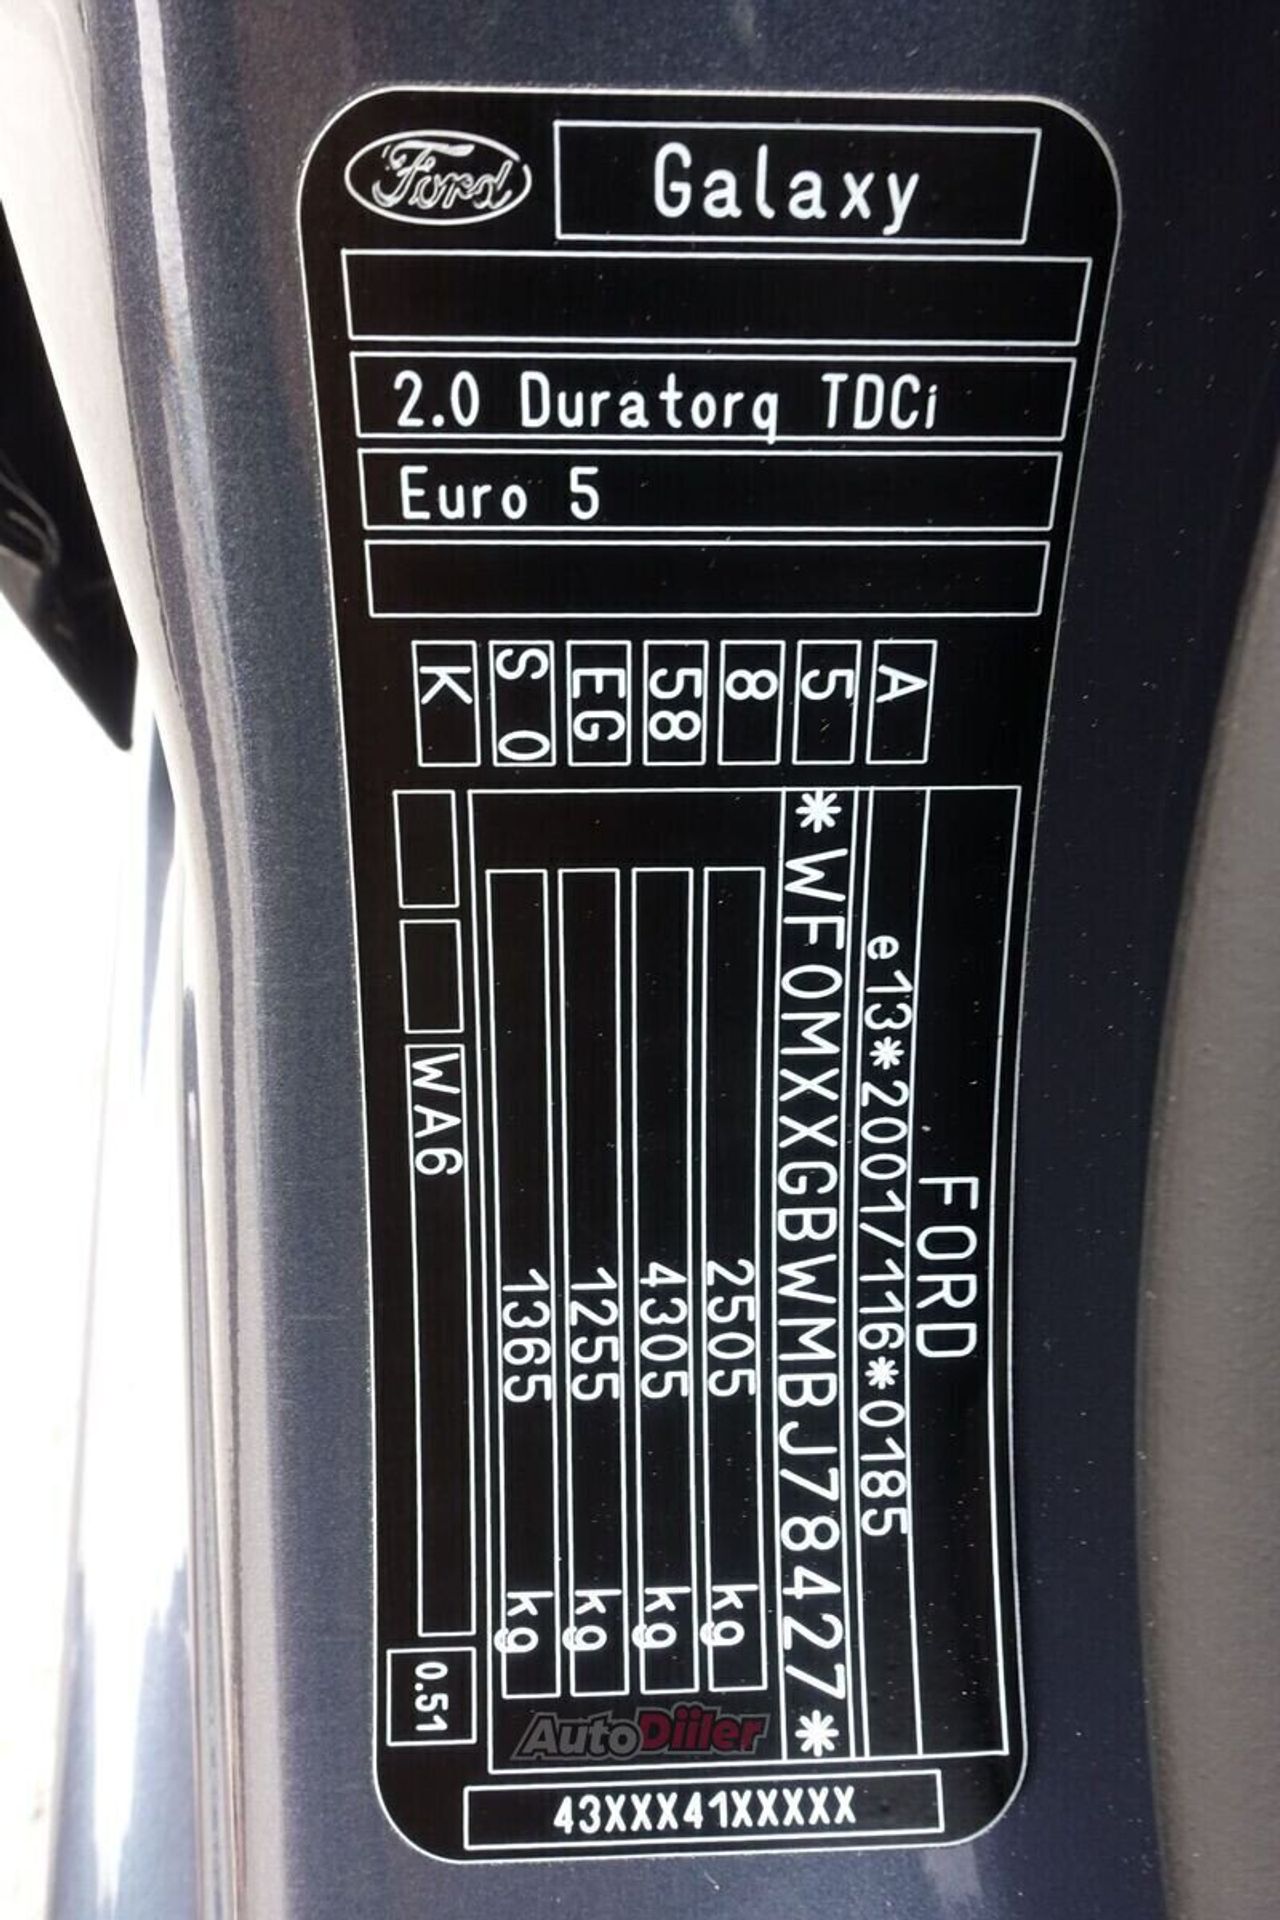 Ford
Galaxy
2.0 Duratorq TDCi
Euro 5
A
5
8
58
EG
S 0
K
FORD
e13*2001/116*0185
*WF0MXXGBWMBJ78427*
2505 kg
4305 kg
1255 kg
1365 kg
WA6
0.51
AutoDiiler
43XXX41XXXXX